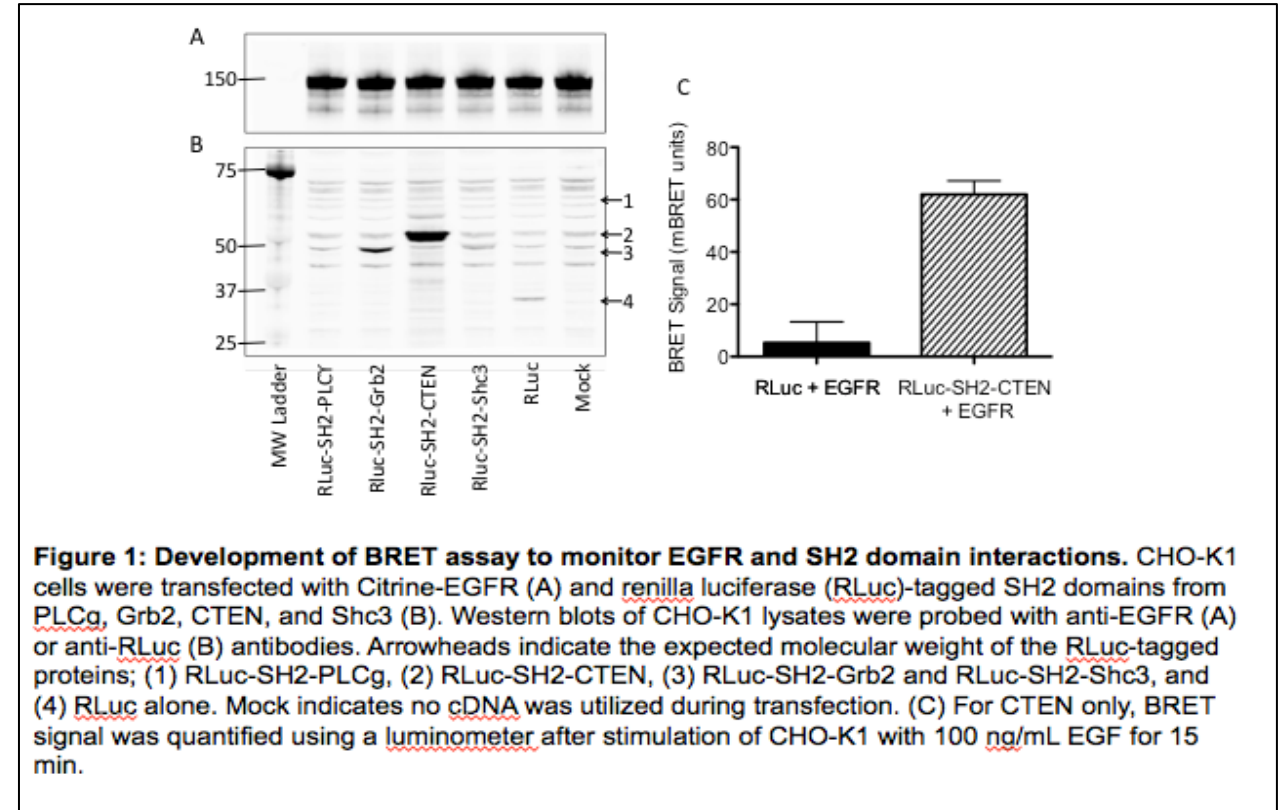 A
150
B
75
50
37
25
1
2
3
4
MW Ladder
RLuc-SH2-PLCY
Rluc-SH2-Grb2
Rluc-SH2-CTEN
Rluc-SH2-Shc3
RLuc
Mock
C
BRET Signal (mBRET units)
80
60
40
20
0
RLuc + EGFR
RLuc-SH2-CTEN
+ EGFR
Figure 1: Development of BRET assay to monitor EGFR and SH2 domain interactions. CHO-K1
cells were transfected with Citrine-EGFR (A) and renilla luciferase (RLuc)-tagged SH2 domains from
PLCg, Grb2, CTEN, and Shc3 (B). Western blots of CHO-K1 lysates were probed with anti-EGFR (A)
or anti-RLuc (B) antibodies. Arrowheads indicate the expected molecular weight of the RLuc-tagged
proteins; (1) RLuc-SH2-PLCg, (2) RLuc-SH2-CTEN, (3) RLuc-SH2-Grb2 and RLuc-SH2-Shc3, and
(4) RLuc alone. Mock indicates no cDNA was utilized during transfection. (C) For CTEN only, BRET
signal was quantified using a luminometer after stimulation of CHO-K1 with 100 ng/mL EGF for 15
min.